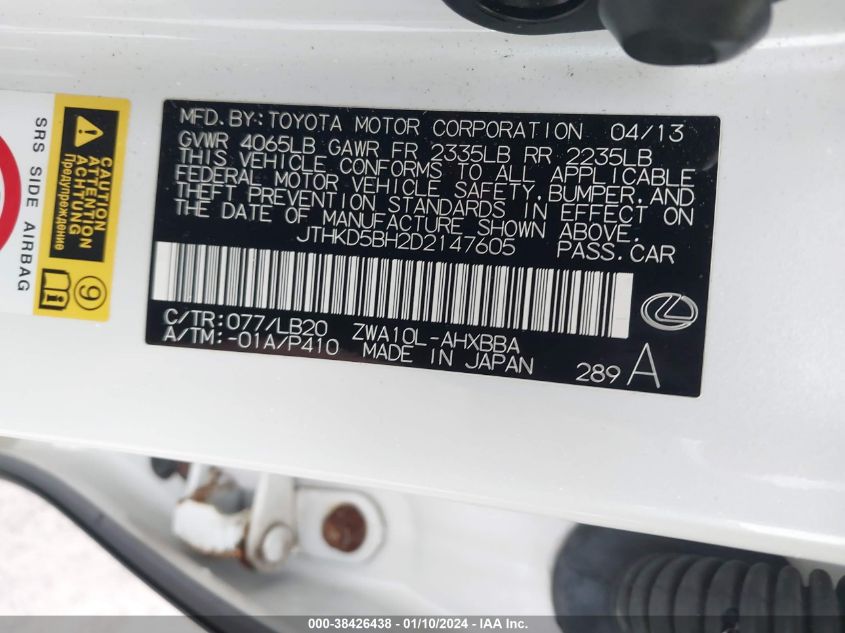 SRS SIDE AIRBAG
CAUTION
ATTENTION
ACHTUNG
Предупреждение
9
MFD. BY: TOYOTA MOTOR CORPORATION 04/13
GVWR 4065LB GAWR FR 2335LB RR 2235LB
THIS VEHICLE CONFORMS TO ALL APPLICABLE
FEDERAL MOTOR VEHICLE SAFETY, BUMPER, AND
THEFT PREVENTION STANDARDS IN EFFECT ON
THE DATE OF MANUFACTURE SHOWN ABOVE.
JTHKD5BH2D2147605 PASS. CAR
C/TR: 077/LB20 ZWA10L-AHXBBA
A/TM: -01A/P410 MADE IN JAPAN
289 A
000-38426438 - 01/10/2024 - IAA Inc.